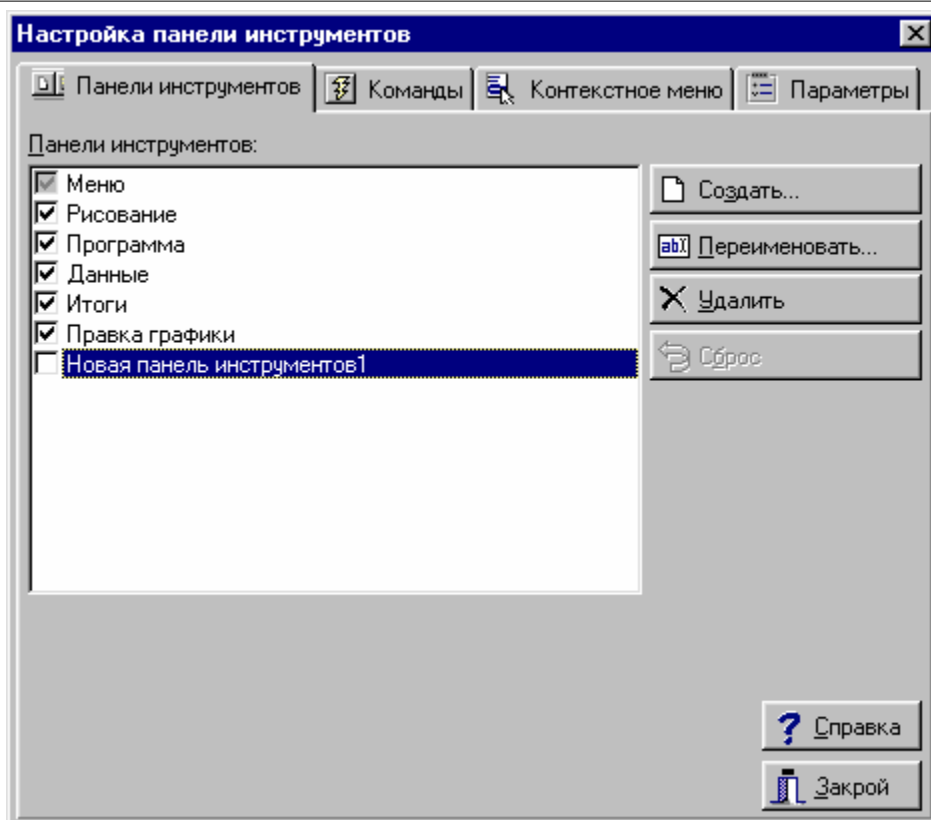 Настройка панели инструментов
Панели инструментов Команды Контекстное меню Параметры
Панели инструментов:
Меню
Рисование
Программа
Данные
Итоги
Правка графики
Новая панель инструментов1
Создать...
Переименовать...
Удалить
Сброс
Справка
Закрой